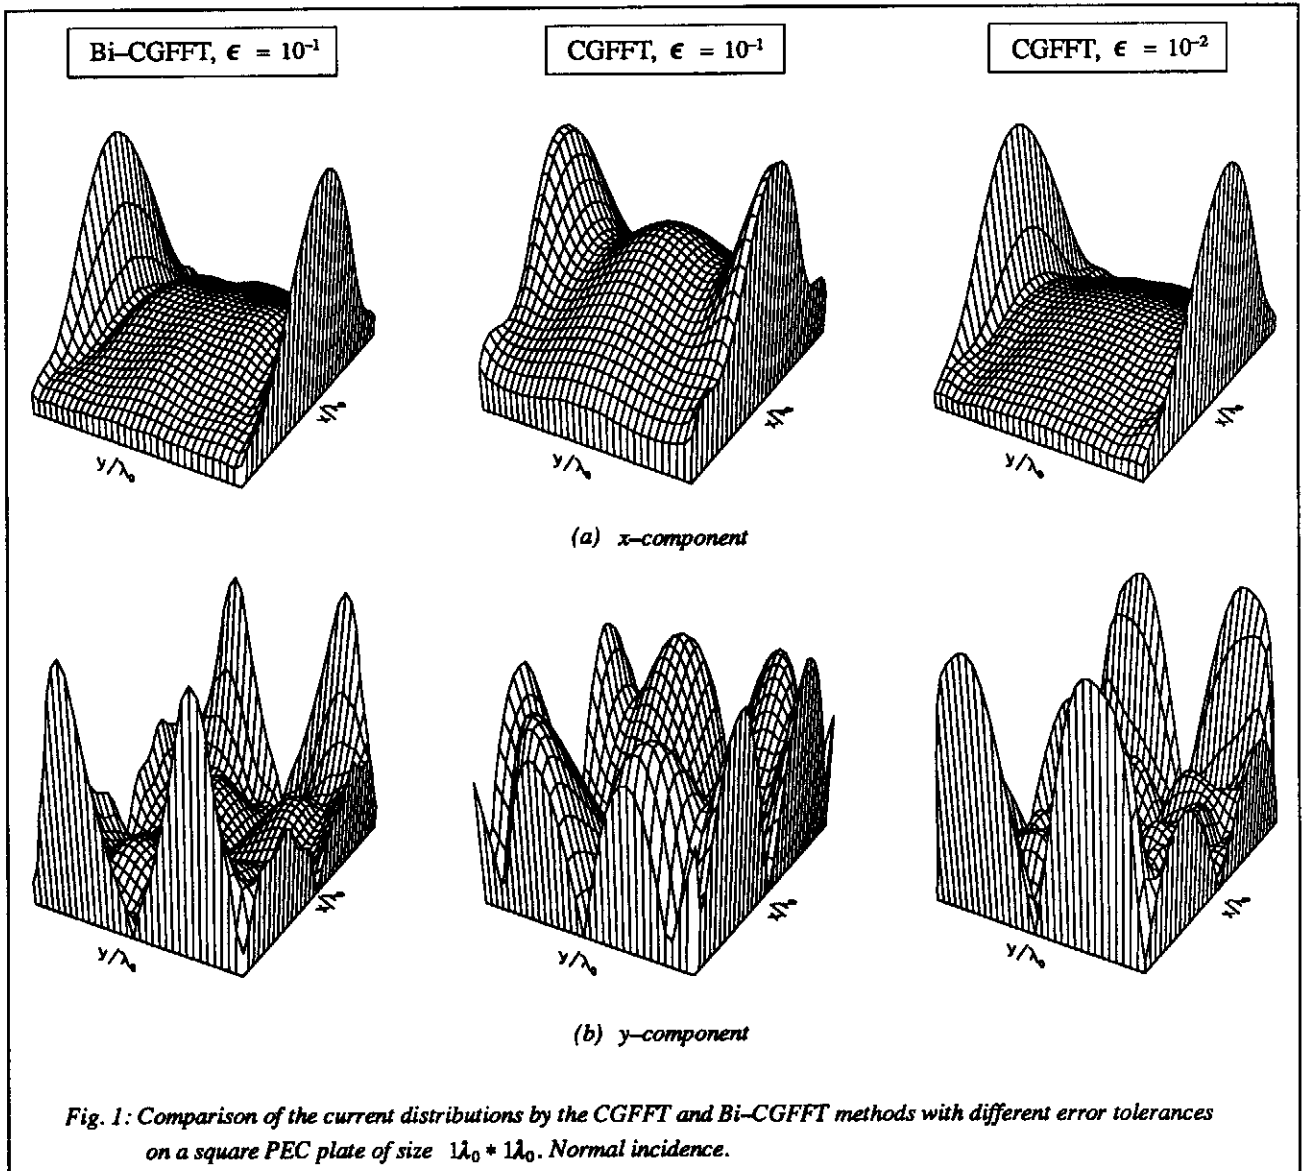 Bi–CGFFT, ϵ = 10⁻¹
CGFFT, ϵ = 10⁻¹
CGFFT, ϵ = 10⁻²
y/λ₀
x/λ₀
y/λ₀
x/λ₀
y/λ₀
x/λ₀
(a) x–component
y/λ₀
x/λ₀
y/λ₀
x/λ₀
y/λ₀
x/λ₀
(b) y–component
Fig. 1: Comparison of the current distributions by the CGFFT and Bi–CGFFT methods with different error tolerances
on a square PEC plate of size 1λ₀ * 1λ₀. Normal incidence.